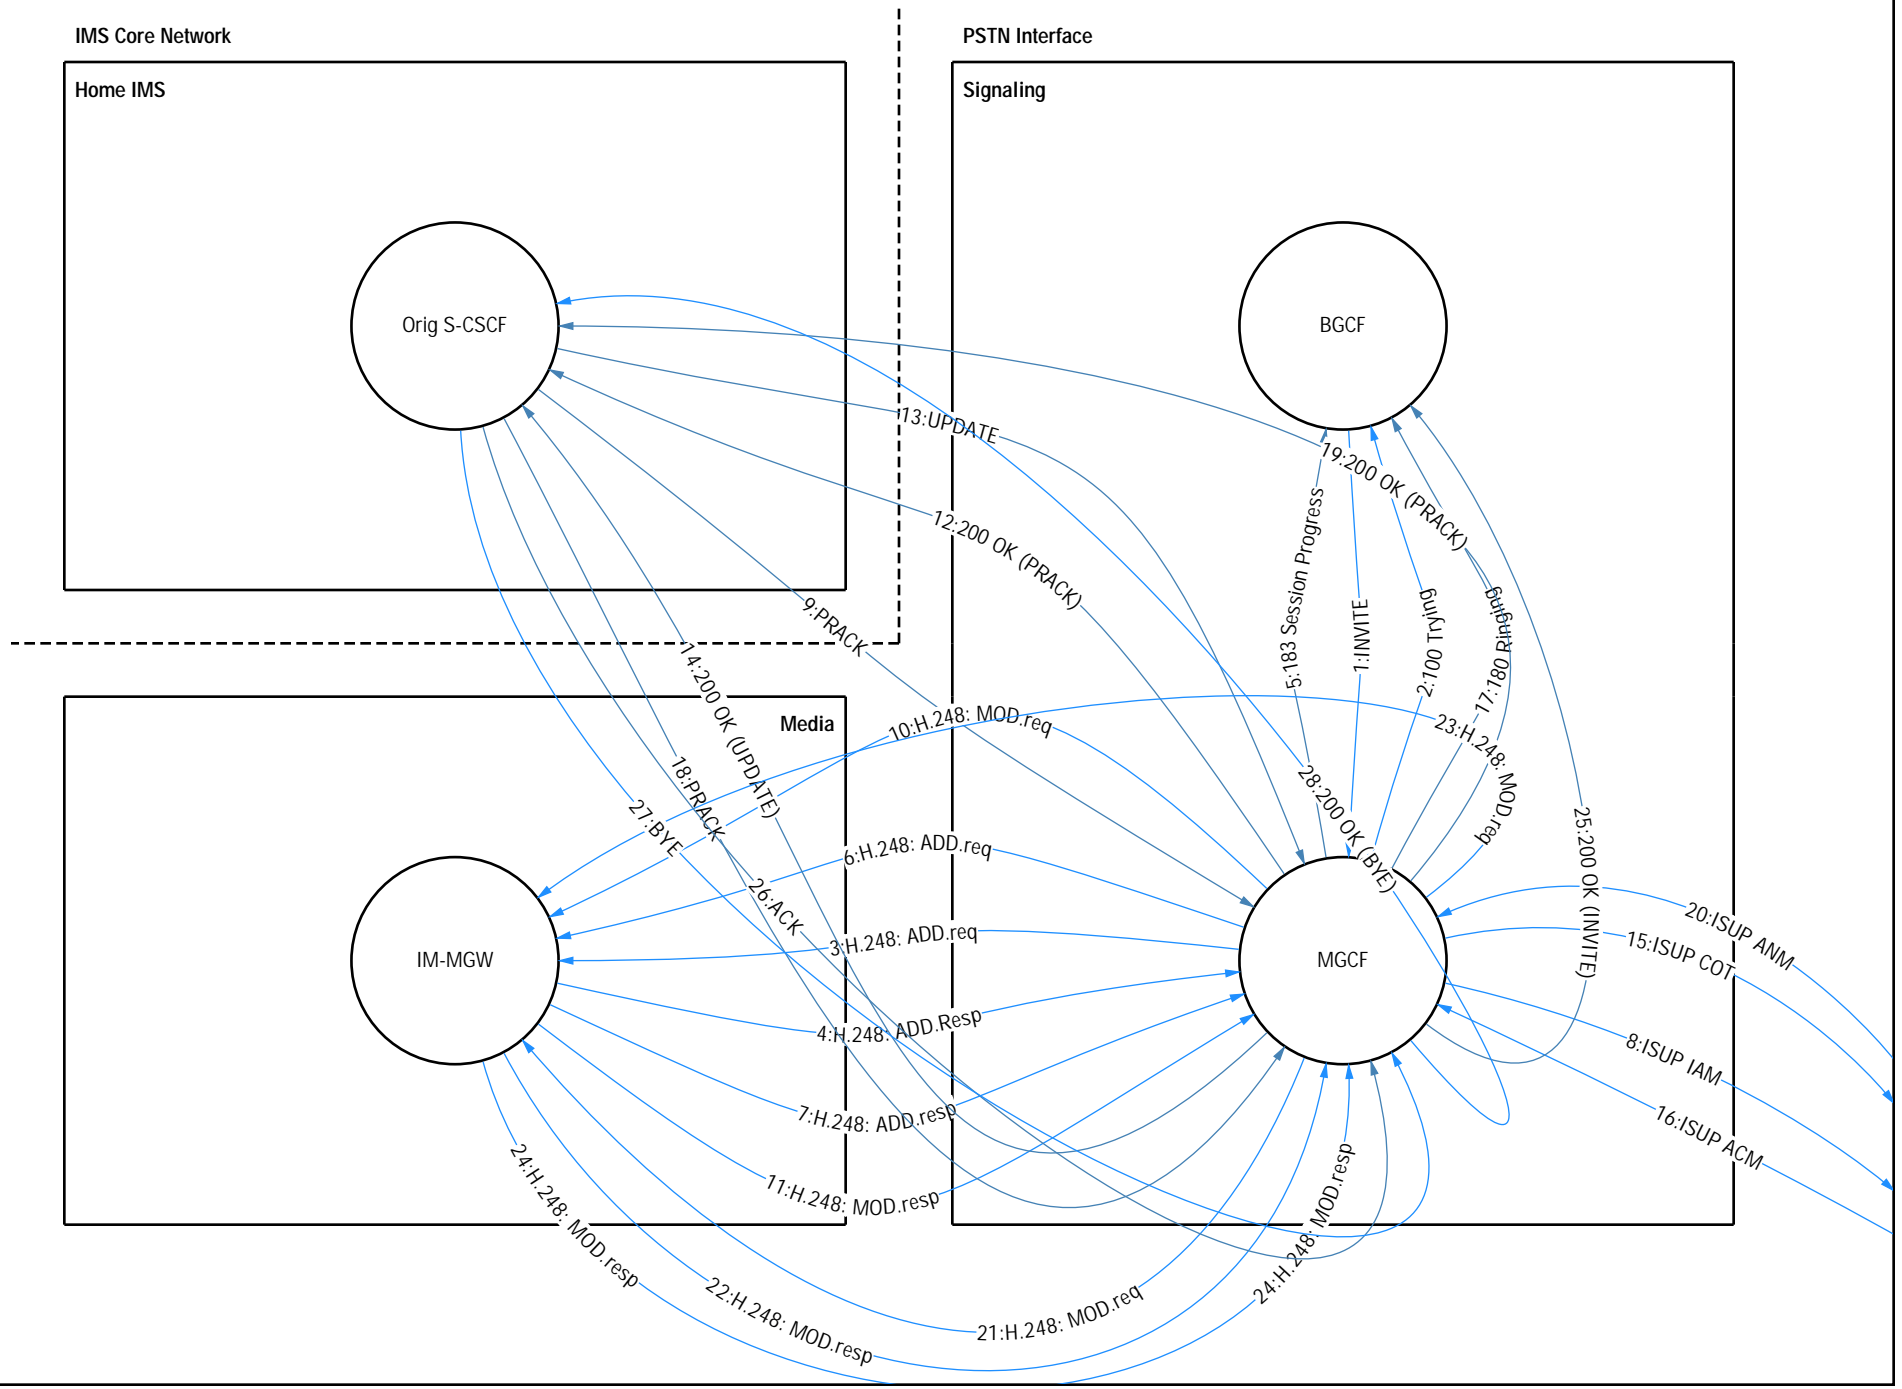 IMS Core Network
PSTN Interface
Home IMS
Signaling
Orig S-CSCF
BGCF
13:UPDATE
19:200 OK (PRACK)
12:200 OK (PRACK)
5:183 Session Progress
1:INVITE
2:100 Trying
17:180 Ringing
9:PRACK
14:200 OK (UPDATE)
Media
10:H.248: MOD.req
23:H.248: MOD.req
18:PRACK
28:200 OK (BYE)
27:BYE
6:H.248: ADD.req
25:200 OK (INVITE)
26:ACK
3:H.248: ADD.req
20:ISUP ANM
15:ISUP COT
IM-MGW
MGCF
4:H.248: ADD.Resp
8:ISUP IAM
7:H.248: ADD.resp
16:ISUP ACM
11:H.248: MOD.resp
24:H.248: MOD.resp
24:H.248: MOD.resp
22:H.248: MOD.resp
21:H.248: MOD.req